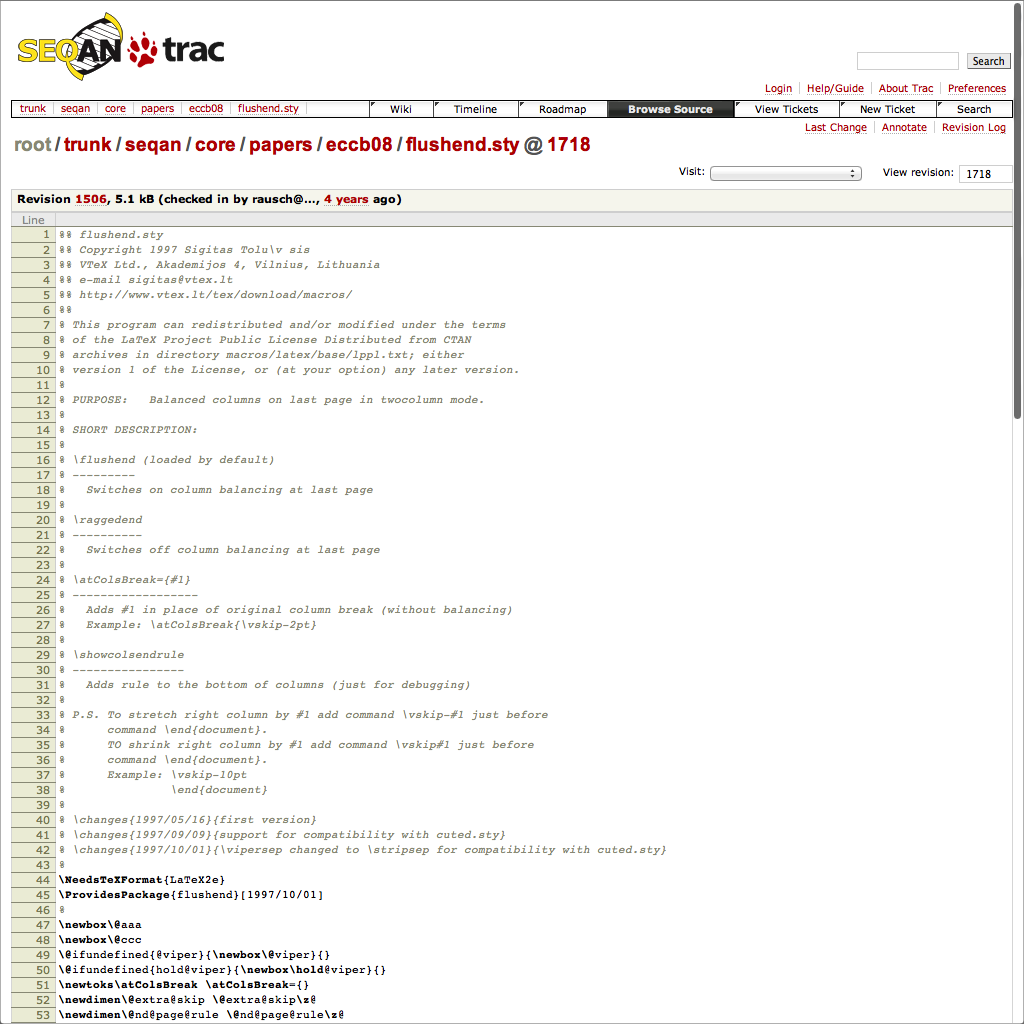 SEQAN trac
Search
Login Help/Guide About Trac Preferences
trunk seqan core papers eccb08 flushend.sty Wiki Timeline Roadmap Browse Source View Tickets New Ticket Search
Last Change Annotate Revision Log
root/trunk/seqan/core/papers/eccb08/flushend.sty @ 1718
Visit: View revision: 1718
Revision 1506, 5.1 kB (checked in by rausch@..., 4 years ago)
Line
1 %% flushend.sty
2 %% Copyright 1997 Sigitas Tolu\v sis
3 %% VTeX Ltd., Akademijos 4, Vilnius, Lithuania
4 %% e-mail sigitas@vtex.lt
5 %% http://www.vtex.lt/tex/download/macros/
6 %%
7 % This program can redistributed and/or modified under the terms
8 % of the LaTeX Project Public License Distributed from CTAN
9 % archives in directory macros/latex/base/lppl.txt; either
10 % version 1 of the License, or (at your option) any later version.
11 %
12 % PURPOSE:   Balanced columns on last page in twocolumn mode.
13 %
14 % SHORT DESCRIPTION:
15 %
16 % \flushend (loaded by default)
17 % ---------
18 %   Switches on column balancing at last page
19 %
20 % \raggedend
21 % ----------
22 %   Switches off column balancing at last page
23 %
24 % \atColsBreak={#1}
25 % ------------------
26 %   Adds #1 in place of original column break (without balancing)
27 %   Example: \atColsBreak{\vskip-2pt}
28 %
29 % \showcolsendrule
30 % ----------------
31 %   Adds rule to the bottom of columns (just for debugging)
32 %
33 % P.S. To stretch right column by #1 add command \vskip-#1 just before
34 %      command \end{document}.
35 %      TO shrink right column by #1 add command \vskip#1 just before
36 %      command \end{document}.
37 %      Example: \vskip-10pt
38 %               \end{document}
39 %
40 % \changes{1997/05/16}{first version}
41 % \changes{1997/09/09}{support for compatibility with cuted.sty}
42 % \changes{1997/10/01}{\vipersep changed to \stripsep for compatibility with cuted.sty}
43 %
44 \NeedsTeXFormat{LaTeX2e}
45 \ProvidesPackage{flushend}[1997/10/01]
46 %
47 \newbox\@aaa
48 \newbox\@ccc
49 \@ifundefined{@viper}{\newbox\@viper}{}
50 \@ifundefined{hold@viper}{\newbox\hold@viper}{}
51 \newtoks\atColsBreak \atColsBreak={}
52 \newdimen\@extra@skip \@extra@skip\z@
53 \newdimen\@nd@page@rule \@nd@page@rule\z@